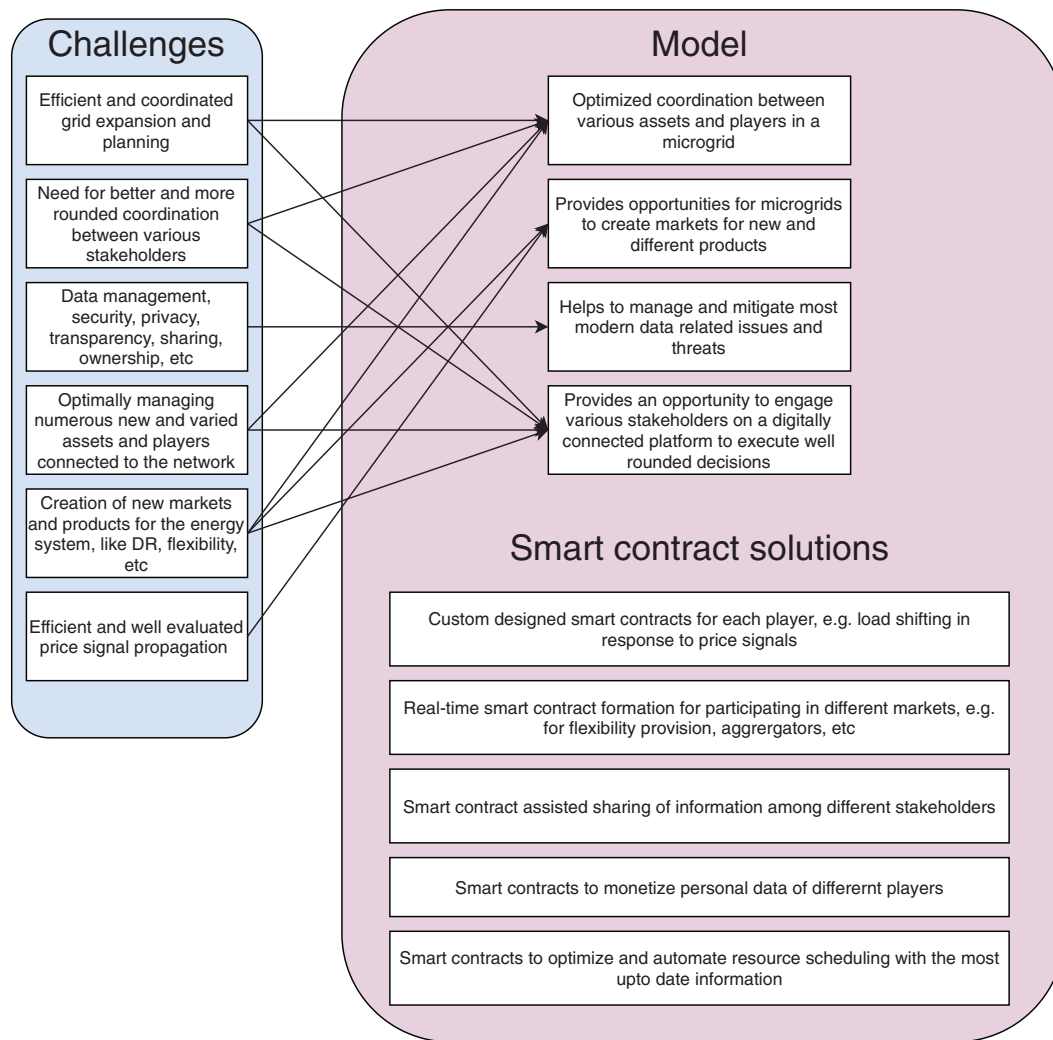 Challenges
Efficient and coordinated
grid expansion and
planning
Need for better and more
rounded coordination
between various
stakeholders
Data management,
security, privacy,
transparency, sharing,
ownership, etc
Optimally managing
numerous new and varied
assets and players
connected to the network
Creation of new markets
and products for the energy
system, like DR, flexibility,
etc
Efficient and well evaluated
price signal propagation
Model
Optimized coordination between
various assets and players in a
microgrid
Provides opportunities for microgrids
to create markets for new and
different products
Helps to manage and mitigate most
modern data related issues and
threats
Provides an opportunity to engage
various stakeholders on a digitally
connected platform to execute well
rounded decisions
Smart contract solutions
Custom designed smart contracts for each player, e.g. load shifting in
response to price signals
Real-time smart contract formation for participating in different markets, e.g.
for flexibility provision, aggrergators, etc
Smart contract assisted sharing of information among different stakeholders
Smart contracts to monetize personal data of differernt players
Smart contracts to optimize and automate resource scheduling with the most
upto date information